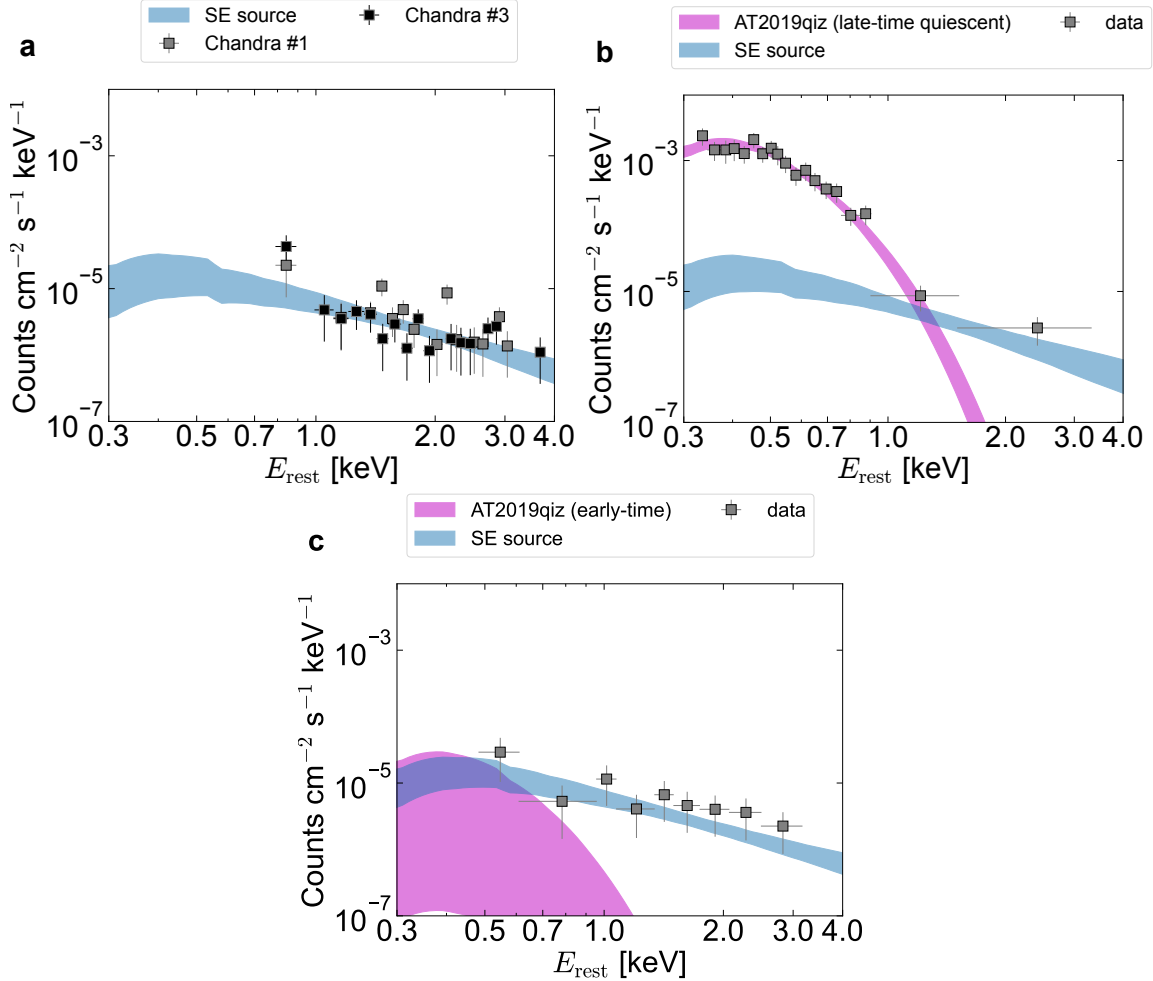 a
SE source
Chandra #1
Chandra #3
Counts cm⁻² s⁻¹ keV⁻¹
10⁻³
10⁻⁵
10⁻⁷
0.3 0.5 0.7 1.0 2.0 3.0 4.0
E_rest [keV]
b
AT2019qiz (late-time quiescent)
SE source
data
Counts cm⁻² s⁻¹ keV⁻¹
10⁻³
10⁻⁵
10⁻⁷
0.3 0.5 0.7 1.0 2.0 3.0 4.0
E_rest [keV]
c
AT2019qiz (early-time)
SE source
data
Counts cm⁻² s⁻¹ keV⁻¹
10⁻³
10⁻⁵
10⁻⁷
0.3 0.5 0.7 1.0 2.0 3.0 4.0
E_rest [keV]